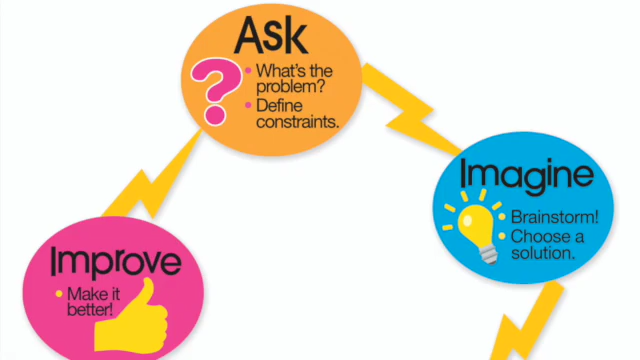 Ask
• What's the
problem?
• Define
constraints.
Imagine
• Brainstorm!
• Choose a
solution.
Improve
• Make it
better!